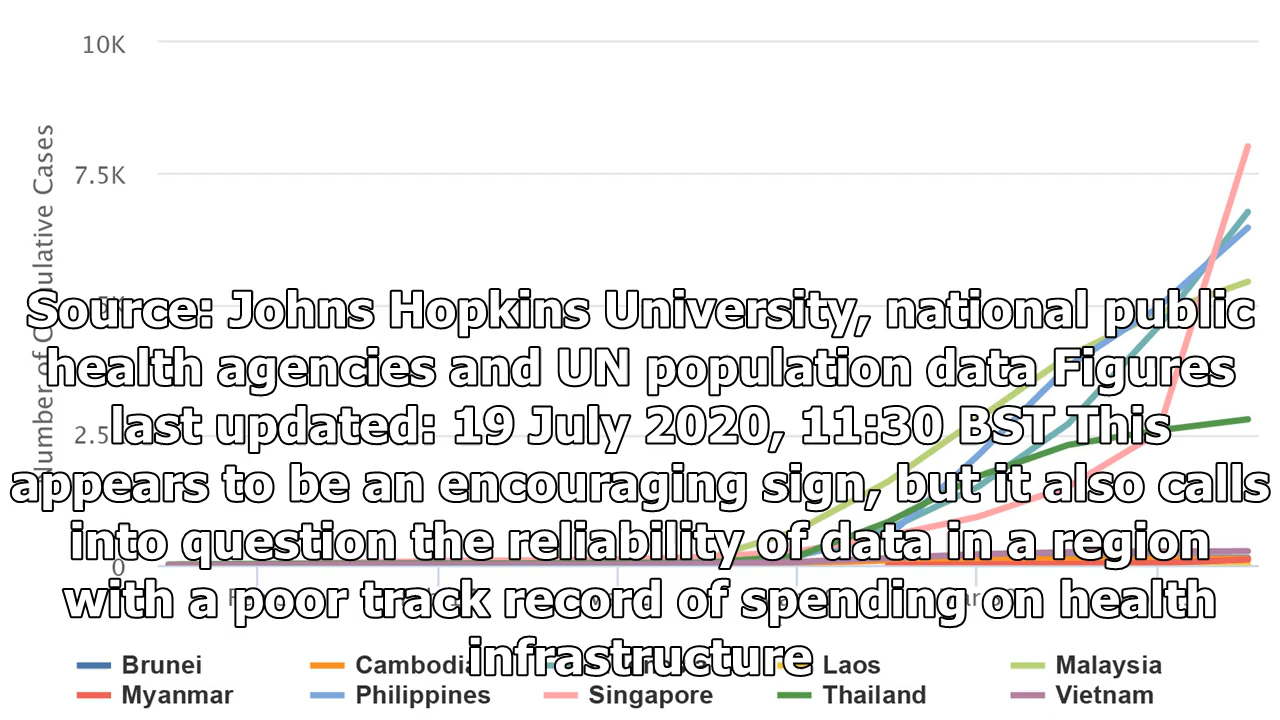 10K
Number of Cumulative Cases
7.5K
Source: Johns Hopkins University, national public
health agencies and UN population data Figures
last updated: 19 July 2020, 11:30 BST This
2.5
appears to be an encouraging sign, but it also calls
into question the reliability of data in a region
0
with a poor track record of spending on health
infrastructure
Brunei
Cambodia
Laos
Malaysia
Myanmar
Philippines
Singapore
Thailand
Vietnam